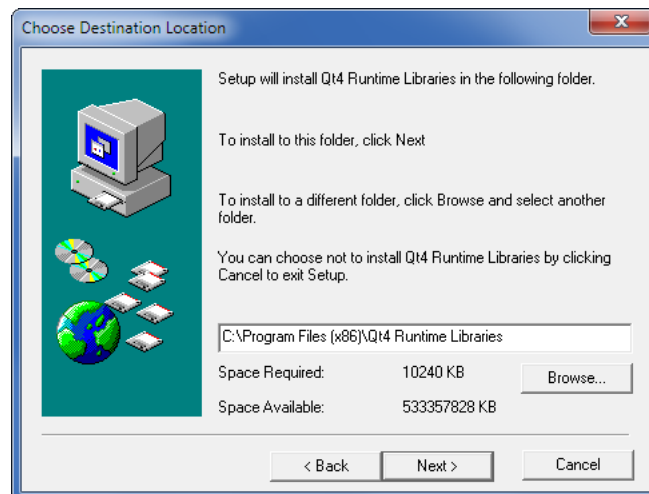 Choose Destination Location
Setup will install Qt4 Runtime Libraries in the following folder.
To install to this folder, click Next
To install to a different folder, click Browse and select another
folder.
You can choose not to install Qt4 Runtime Libraries by clicking
Cancel to exit Setup.
C:\Program Files (x86)\Qt4 Runtime Libraries
Space Required: 10240 KB
Browse...
Space Available: 533357828 KB
< Back Next > Cancel